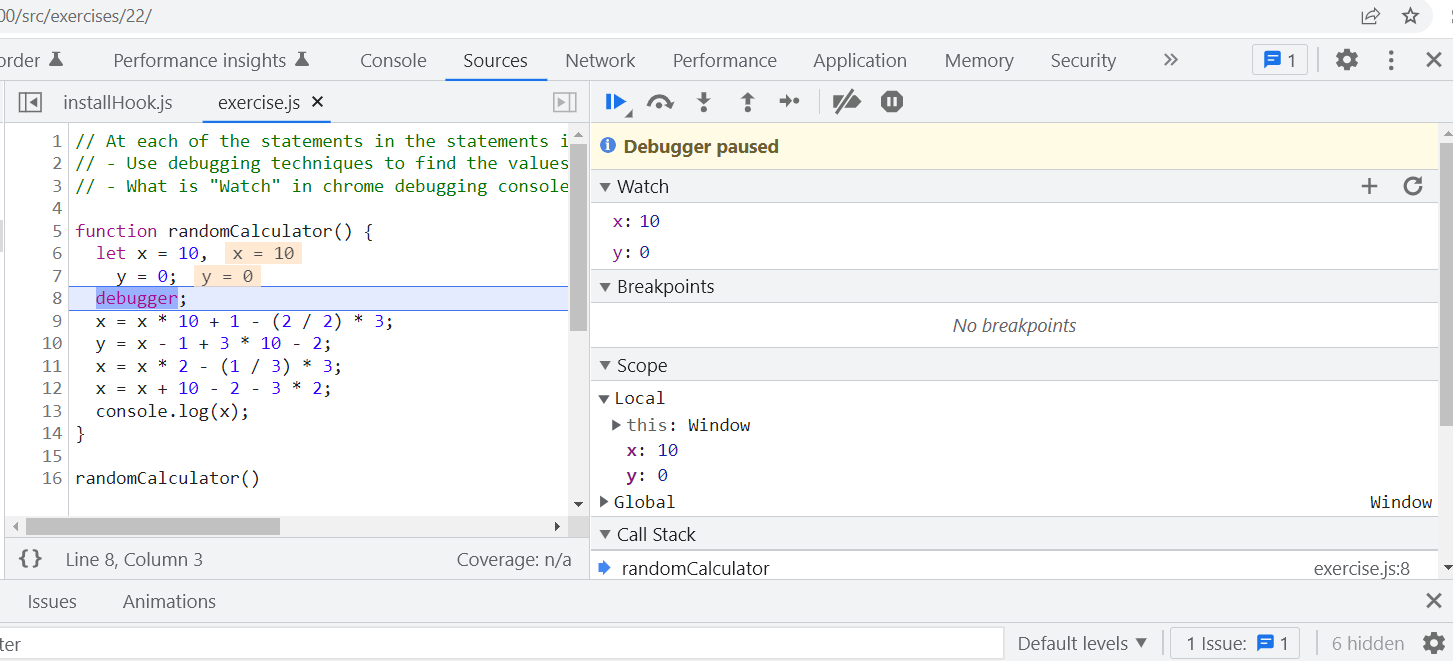 00/src/exercises/22/
order Performance insights Console Sources Network Performance Application Memory Security 1
installHook.js exercise.js
1 // At each of the statements in the statements i
2 // - Use debugging techniques to find the values
3 // - What is "Watch" in chrome debugging console
4
5 function randomCalculator() {
6 let x = 10, x = 10
7 y = 0; y = 0
8 debugger;
9 x = x * 10 + 1 - (2 / 2) * 3;
10 y = x - 1 + 3 * 10 - 2;
11 x = x * 2 - (1 / 3) * 3;
12 x = x + 10 - 2 - 3 * 2;
13 console.log(x);
14 }
15
16 randomCalculator()
{} Line 8, Column 3 Coverage: n/a
Debugger paused
Watch
x: 10
y: 0
Breakpoints
No breakpoints
Scope
Local
this: Window
x: 10
y: 0
Global Window
Call Stack
randomCalculator exercise.js:8
Issues Animations
ter Default levels 1 Issue: 1 6 hidden